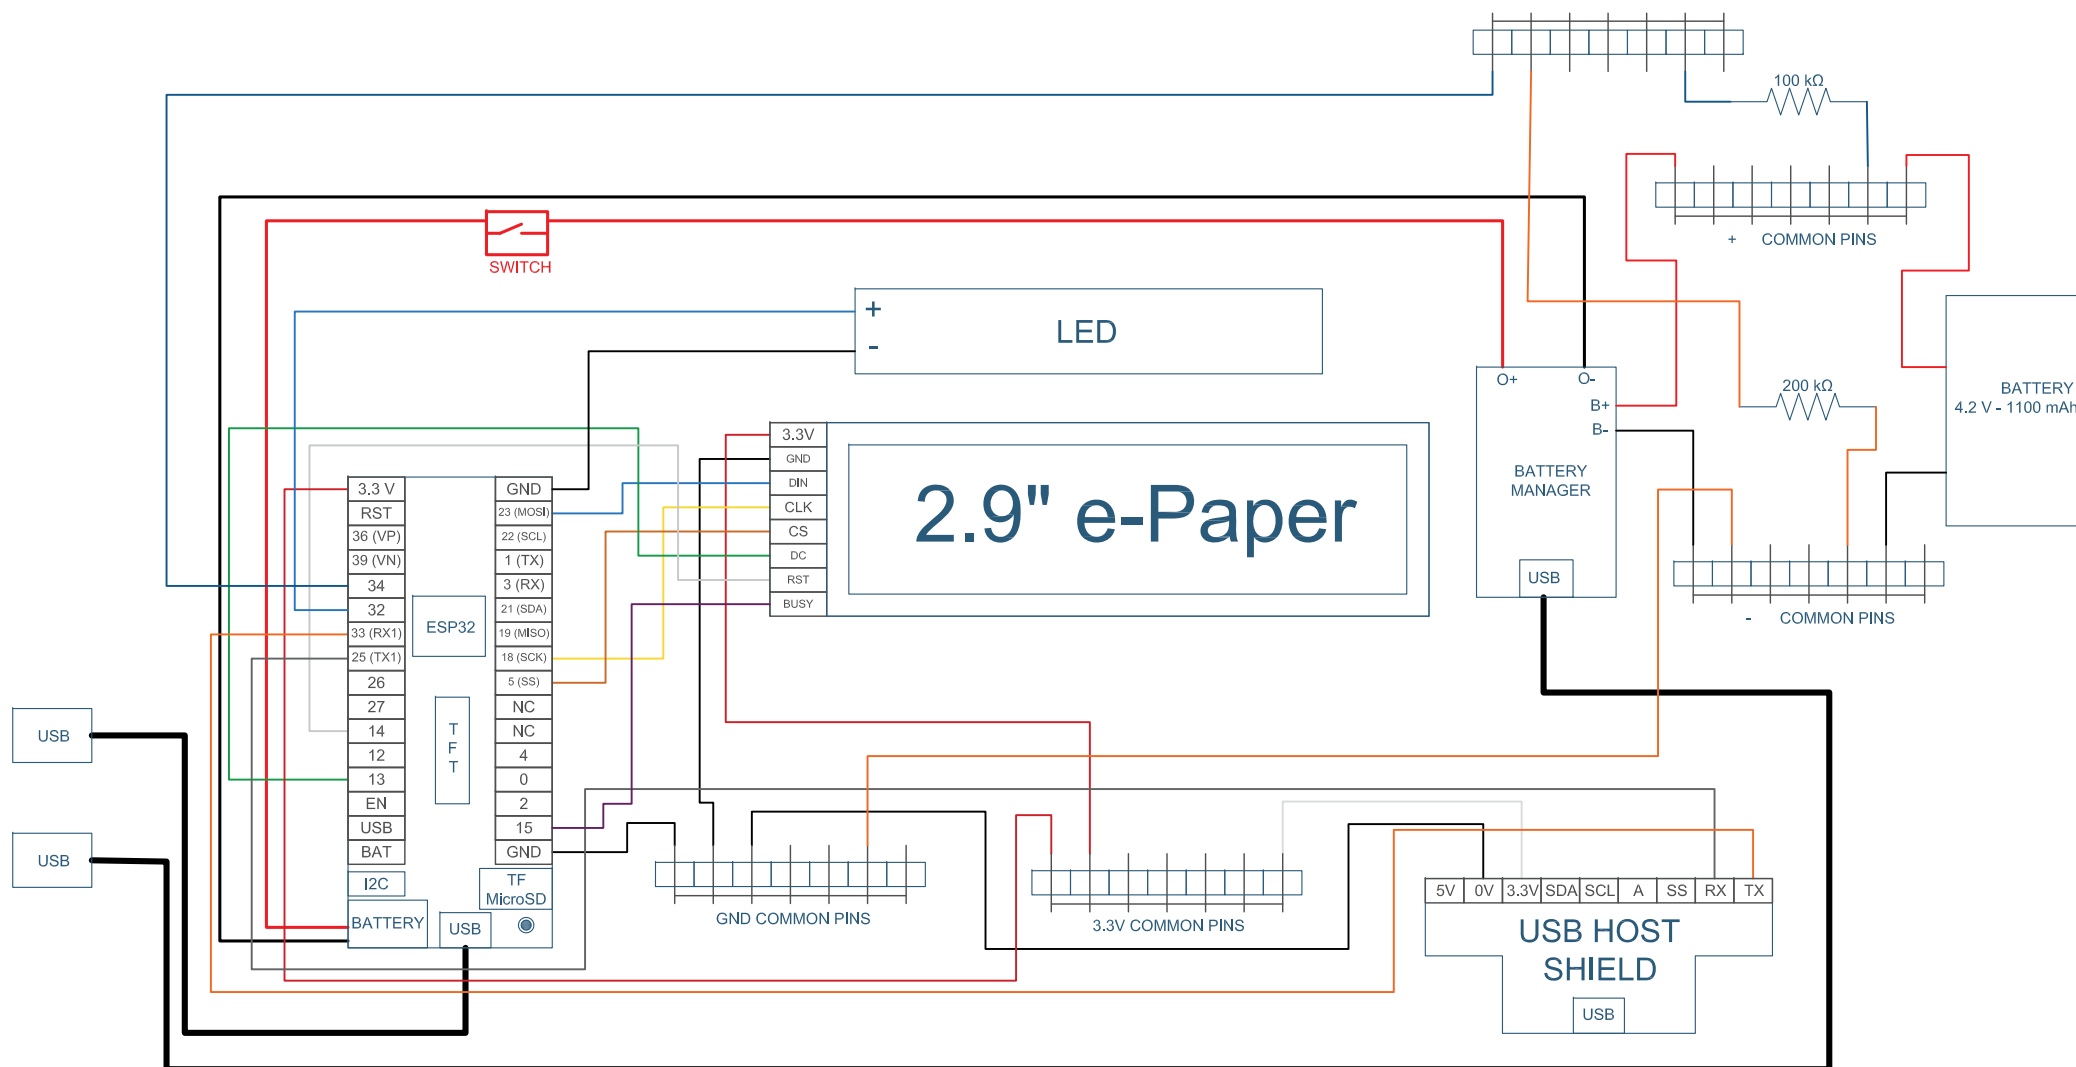 100 kΩ
+ COMMON PINS
SWITCH
+
-
LED
O+
O-
B+
B-
BATTERY
MANAGER
USB
200 kΩ
BATTERY
4.2 V - 1100 mAh
- COMMON PINS
3.3V
GND
DIN
CLK
CS
DC
RST
BUSY
2.9" e-Paper
3.3 V
RST
36 (VP)
39 (VN)
34
32
33 (RX1)
25 (TX1)
26
27
14
12
13
EN
USB
BAT
I2C
BATTERY
USB
ESP32
T
F
T
GND
23 (MOSI)
22 (SCL)
1 (TX)
3 (RX)
21 (SDA)
19 (MISO)
18 (SCK)
5 (SS)
NC
NC
4
0
2
15
GND
TF
MicroSD
USB
USB
GND COMMON PINS
3.3V COMMON PINS
5V 0V 3.3V SDA SCL A SS RX TX
USB HOST
SHIELD
USB